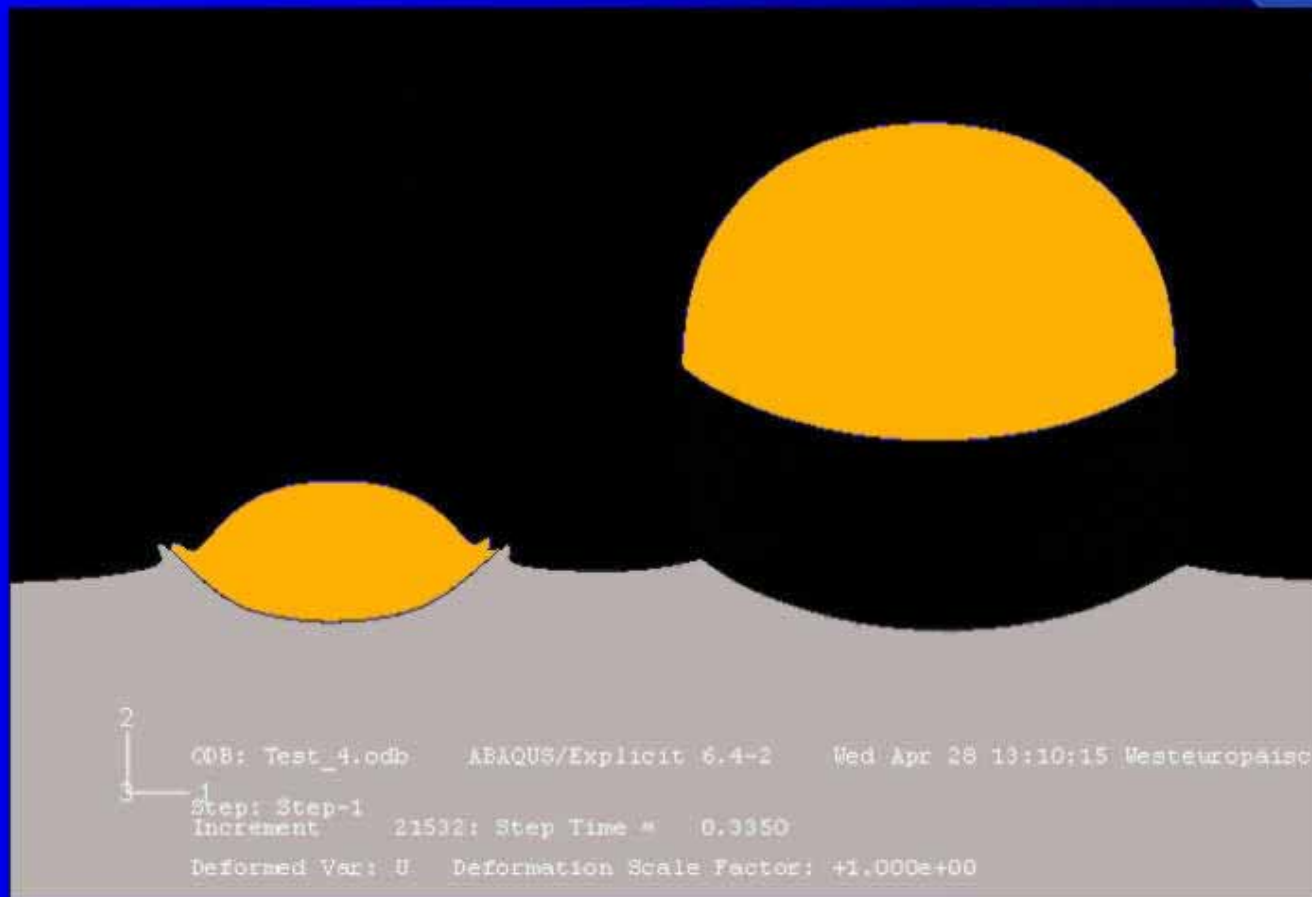 2
ODB: Test_4.odb ABAQUS/Explicit 6.4-2 Wed Apr 28 13:10:15 Westeuropäisc
3 1
Step: Step-1
Increment 21532: Step Time = 0.3350
Deformed Var: U Deformation Scale Factor: +1.000e+00